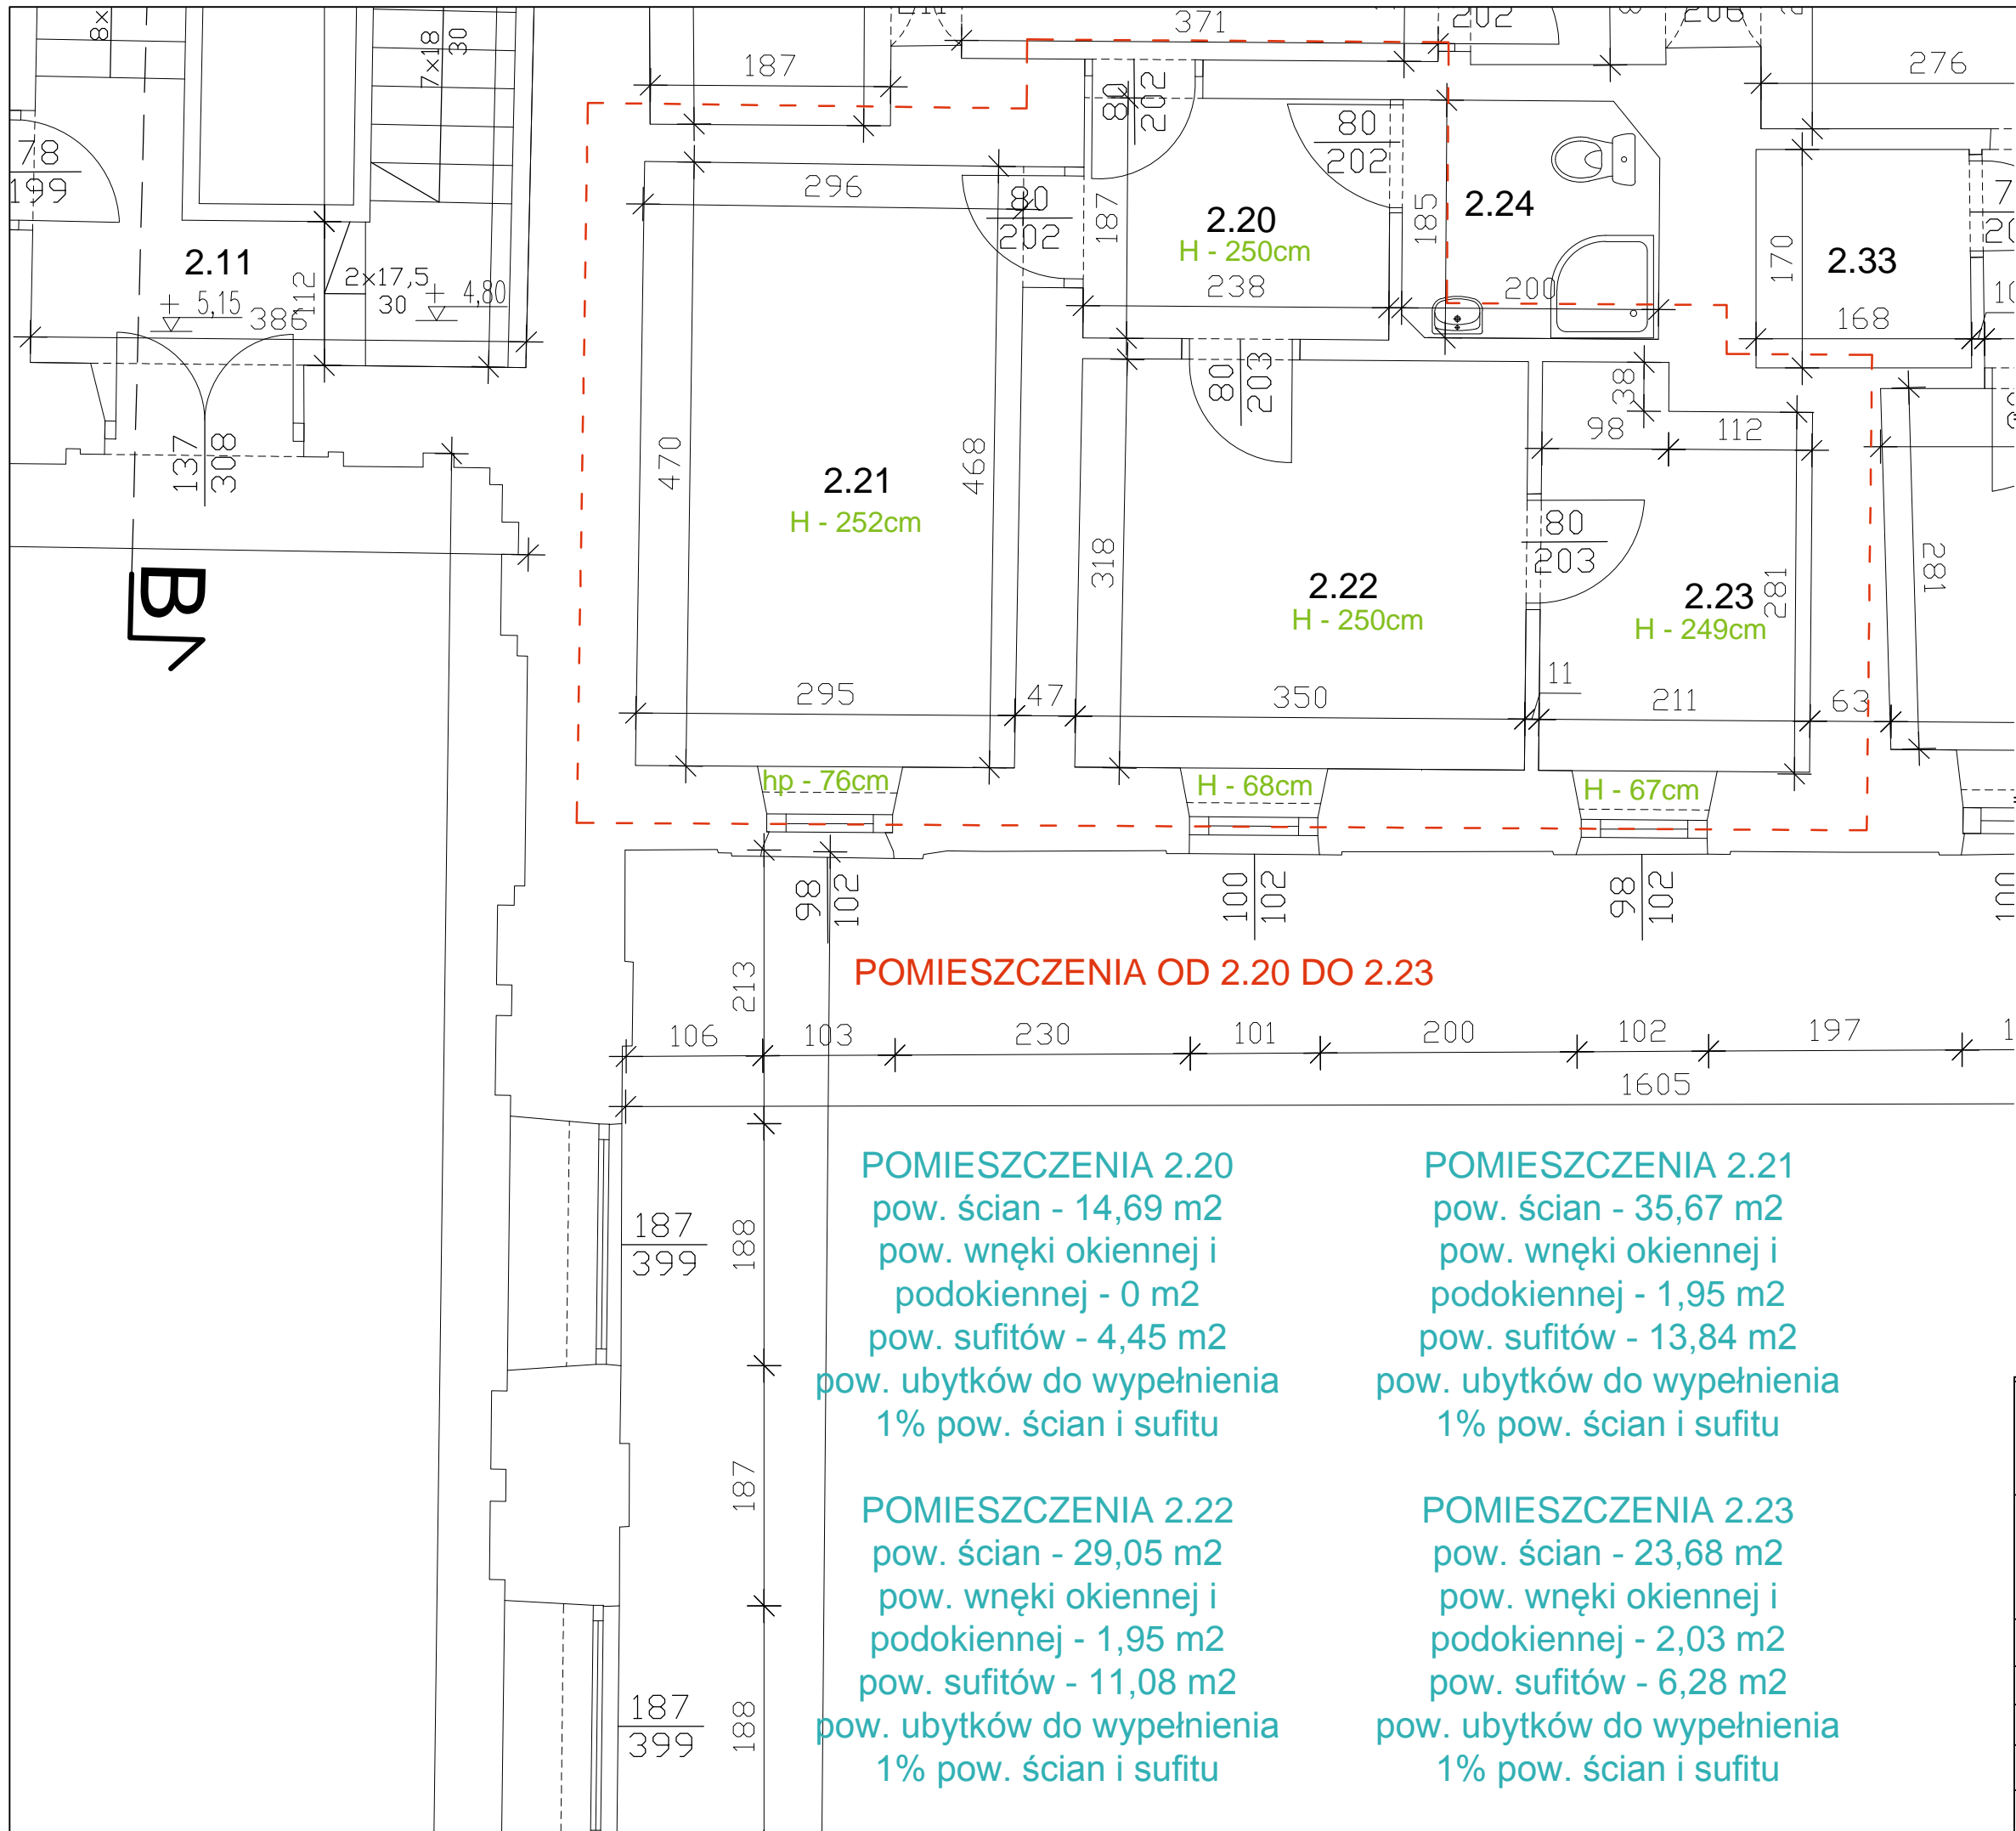 8×
7×18
30
187
371
202
276
78
199
80
202
80
202
296
80
202
187
2.20
H - 250cm
238
185
2.24
200
170
2.33
168
2.11
5,15
386
112
2×17,5
30
4,80
137
308
470
468
2.21
H - 252cm
80
203
38
98
112
318
2.22
H - 250cm
80
203
2.23
H - 249cm
281
281
B
295
47
350
11
211
63
hp - 76cm
H - 68cm
H - 67cm
98
102
100
102
98
102
100
POMIESZCZENIA OD 2.20 DO 2.23
213
106
103
230
101
200
102
197
1605
POMIESZCZENIA 2.20
pow. ścian - 14,69 m2
pow. wnęki okiennej i
podokiennej - 0 m2
pow. sufitów - 4,45 m2
pow. ubytków do wypełnienia
1% pow. ścian i sufitu
POMIESZCZENIA 2.21
pow. ścian - 35,67 m2
pow. wnęki okiennej i
podokiennej - 1,95 m2
pow. sufitów - 13,84 m2
pow. ubytków do wypełnienia
1% pow. ścian i sufitu
187
399
188
187
POMIESZCZENIA 2.22
pow. ścian - 29,05 m2
pow. wnęki okiennej i
podokiennej - 1,95 m2
pow. sufitów - 11,08 m2
pow. ubytków do wypełnienia
1% pow. ścian i sufitu
POMIESZCZENIA 2.23
pow. ścian - 23,68 m2
pow. wnęki okiennej i
podokiennej - 2,03 m2
pow. sufitów - 6,28 m2
pow. ubytków do wypełnienia
1% pow. ścian i sufitu
187
399
188